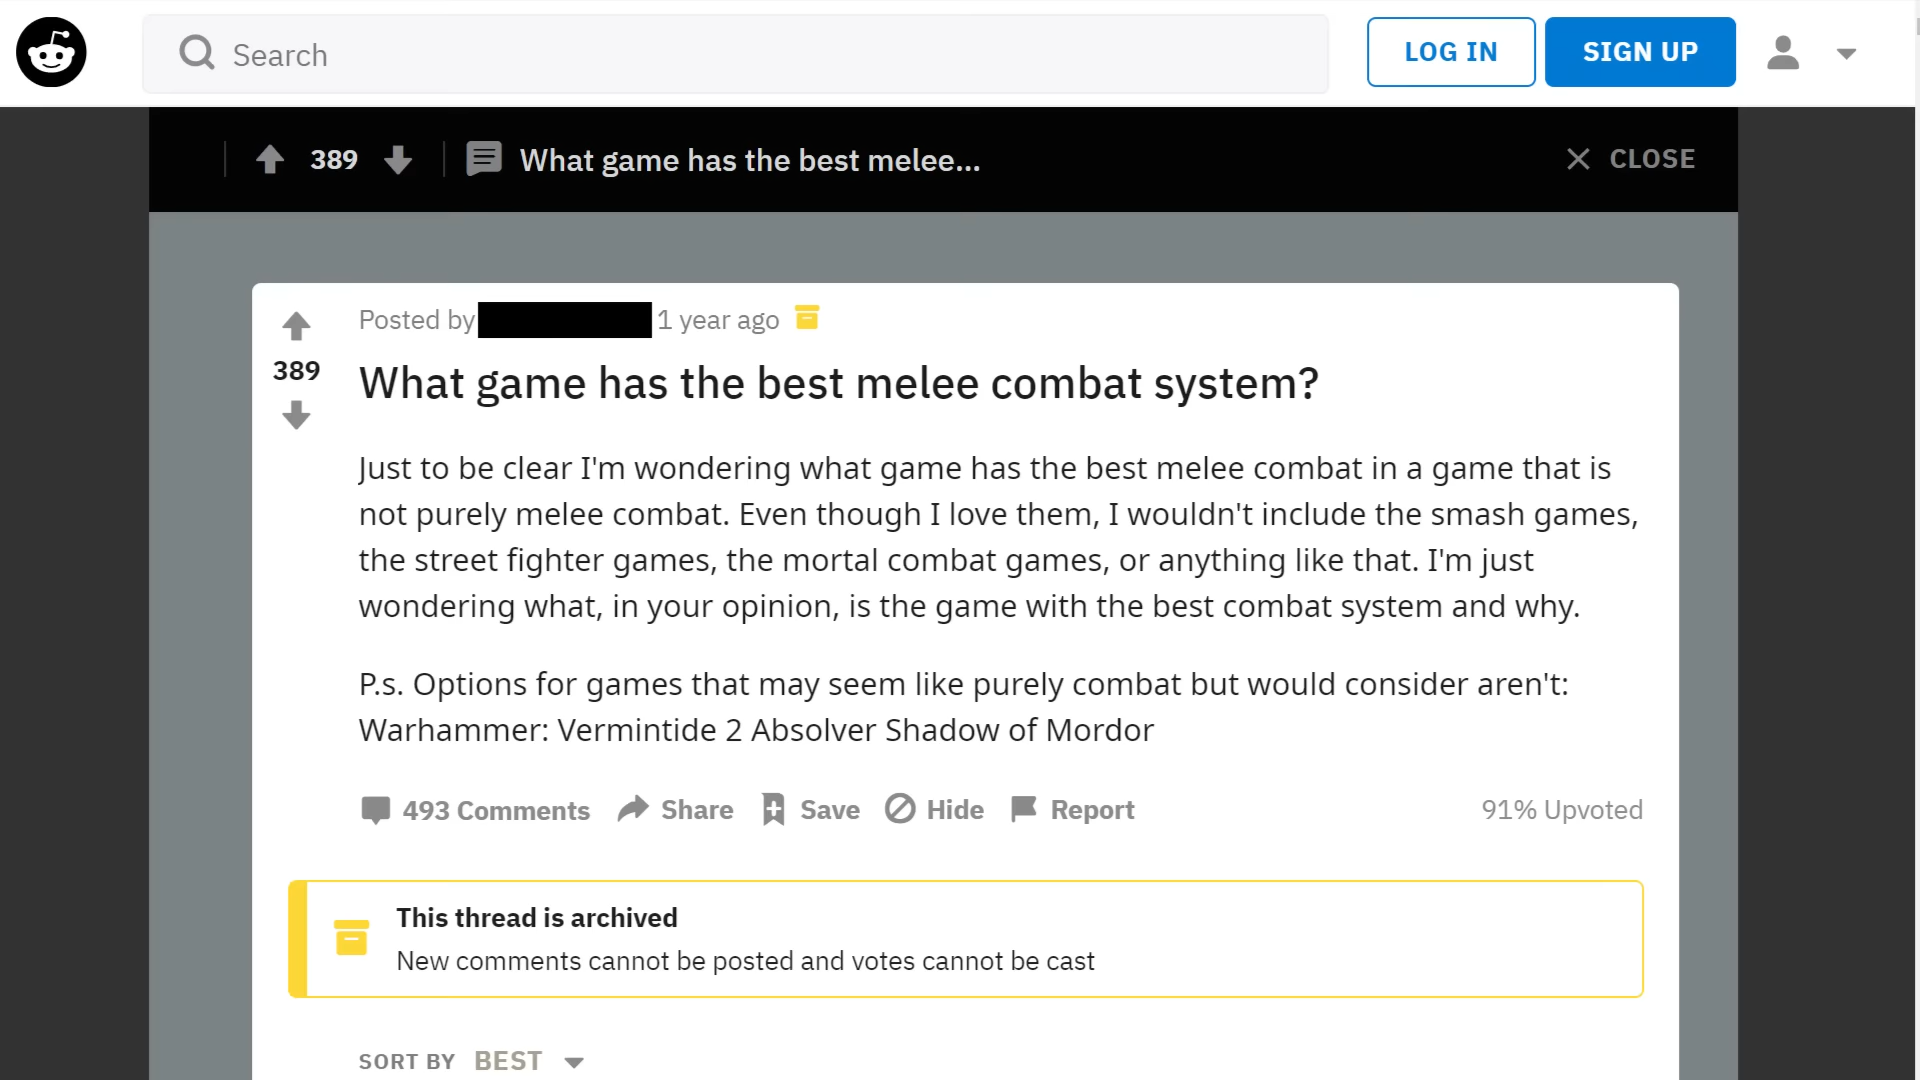 Search
LOG IN
SIGN UP
389
What game has the best melee...
CLOSE
Posted by
1 year ago
389
What game has the best melee combat system?
Just to be clear I'm wondering what game has the best melee combat in a game that is
not purely melee combat. Even though I love them, I wouldn't include the smash games,
the street fighter games, the mortal combat games, or anything like that. I'm just
wondering what, in your opinion, is the game with the best combat system and why.
P.s. Options for games that may seem like purely combat but would consider aren't:
Warhammer: Vermintide 2 Absolver Shadow of Mordor
493 Comments
Share
Save
Hide
Report
91% Upvoted
This thread is archived
New comments cannot be posted and votes cannot be cast
SORT BY BEST